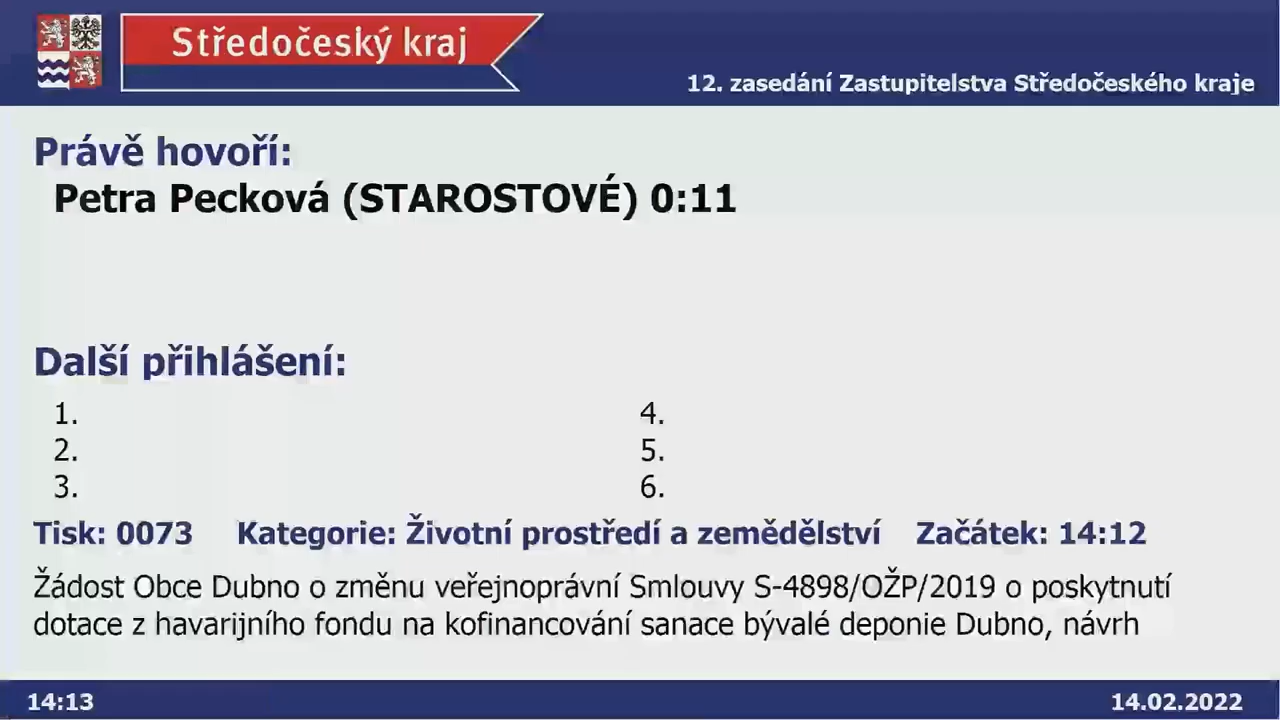 Středočeský kraj
12. zasedání Zastupitelstva Středočeského kraje
Právě hovoří:
Petra Pecková (STAROSTOVÉ) 0:11
Další přihlášení:
1.
2.
3.
4.
5.
6.
Tisk: 0073 Kategorie: Životní prostředí a zemědělství Začátek: 14:12
Žádost Obce Dubno o změnu veřejnoprávní Smlouvy S-4898/OŽP/2019 o poskytnutí
dotace z havarijního fondu na kofinancování sanace bývalé deponie Dubno, návrh
14:13
14.02.2022